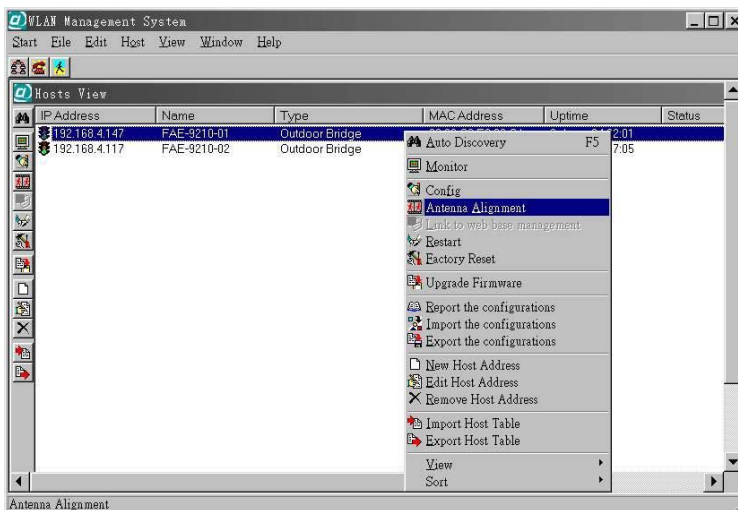 WLAN Management System
Start File Edit Host View Window Help
Hosts View
IP Address Name Type MAC Address Uptime Status
192.168.4.147 FAE-9210-01 Outdoor Bridge 2:01
192.168.4.117 FAE-9210-02 Outdoor Bridge 7:05
Auto Discovery F5
Monitor
Config
Antenna Alignment
Link to web base management
Restart
Factory Reset
Upgrade Firmware
Report the configurations
Import the configurations
Export the configurations
New Host Address
Edit Host Address
Remove Host Address
Import Host Table
Export Host Table
View
Sort
Antenna Alignment